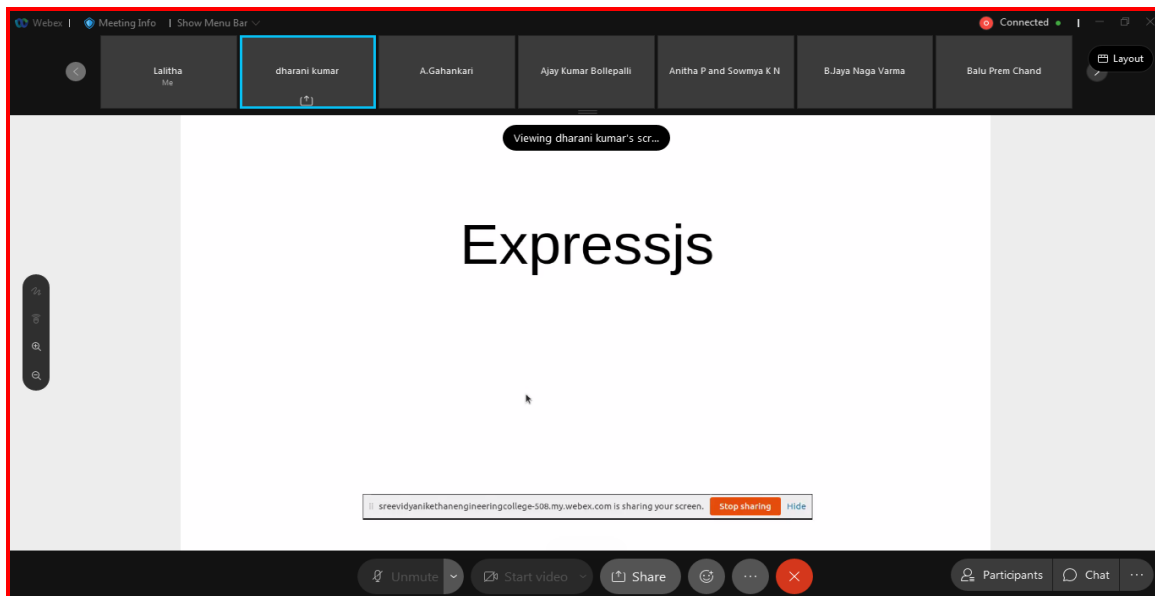 Webex | Meeting Info | Show Menu Bar
Connected
Layout
Lalitha
Me
dharani kumar
A.Gahankari
Ajay Kumar Bollepalli
Anitha P and Sowmya K N
B.Jaya Naga Varma
Balu Prem Chand
Viewing dharani kumar's scr...
Expressjs
sreevidyanikethanengineeringcollege-508.my.webex.com is sharing your screen. Stop sharing Hide
Unmute Start video Share Participants Chat